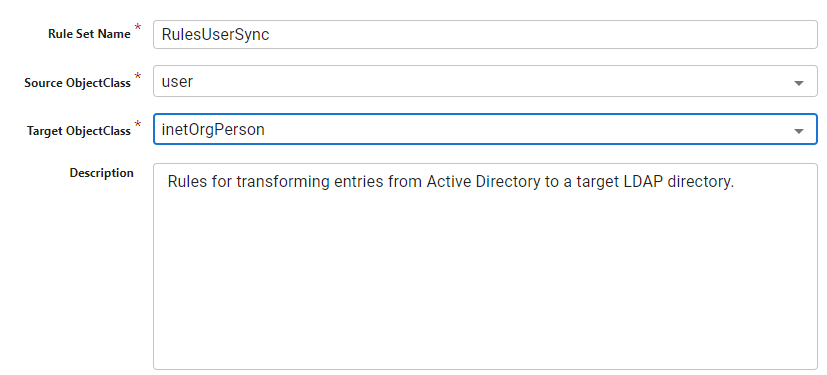 Rule Set Name * RulesUserSync
Source ObjectClass * user
Target ObjectClass * inetOrgPerson
Description
Rules for transforming entries from Active Directory to a target LDAP directory.